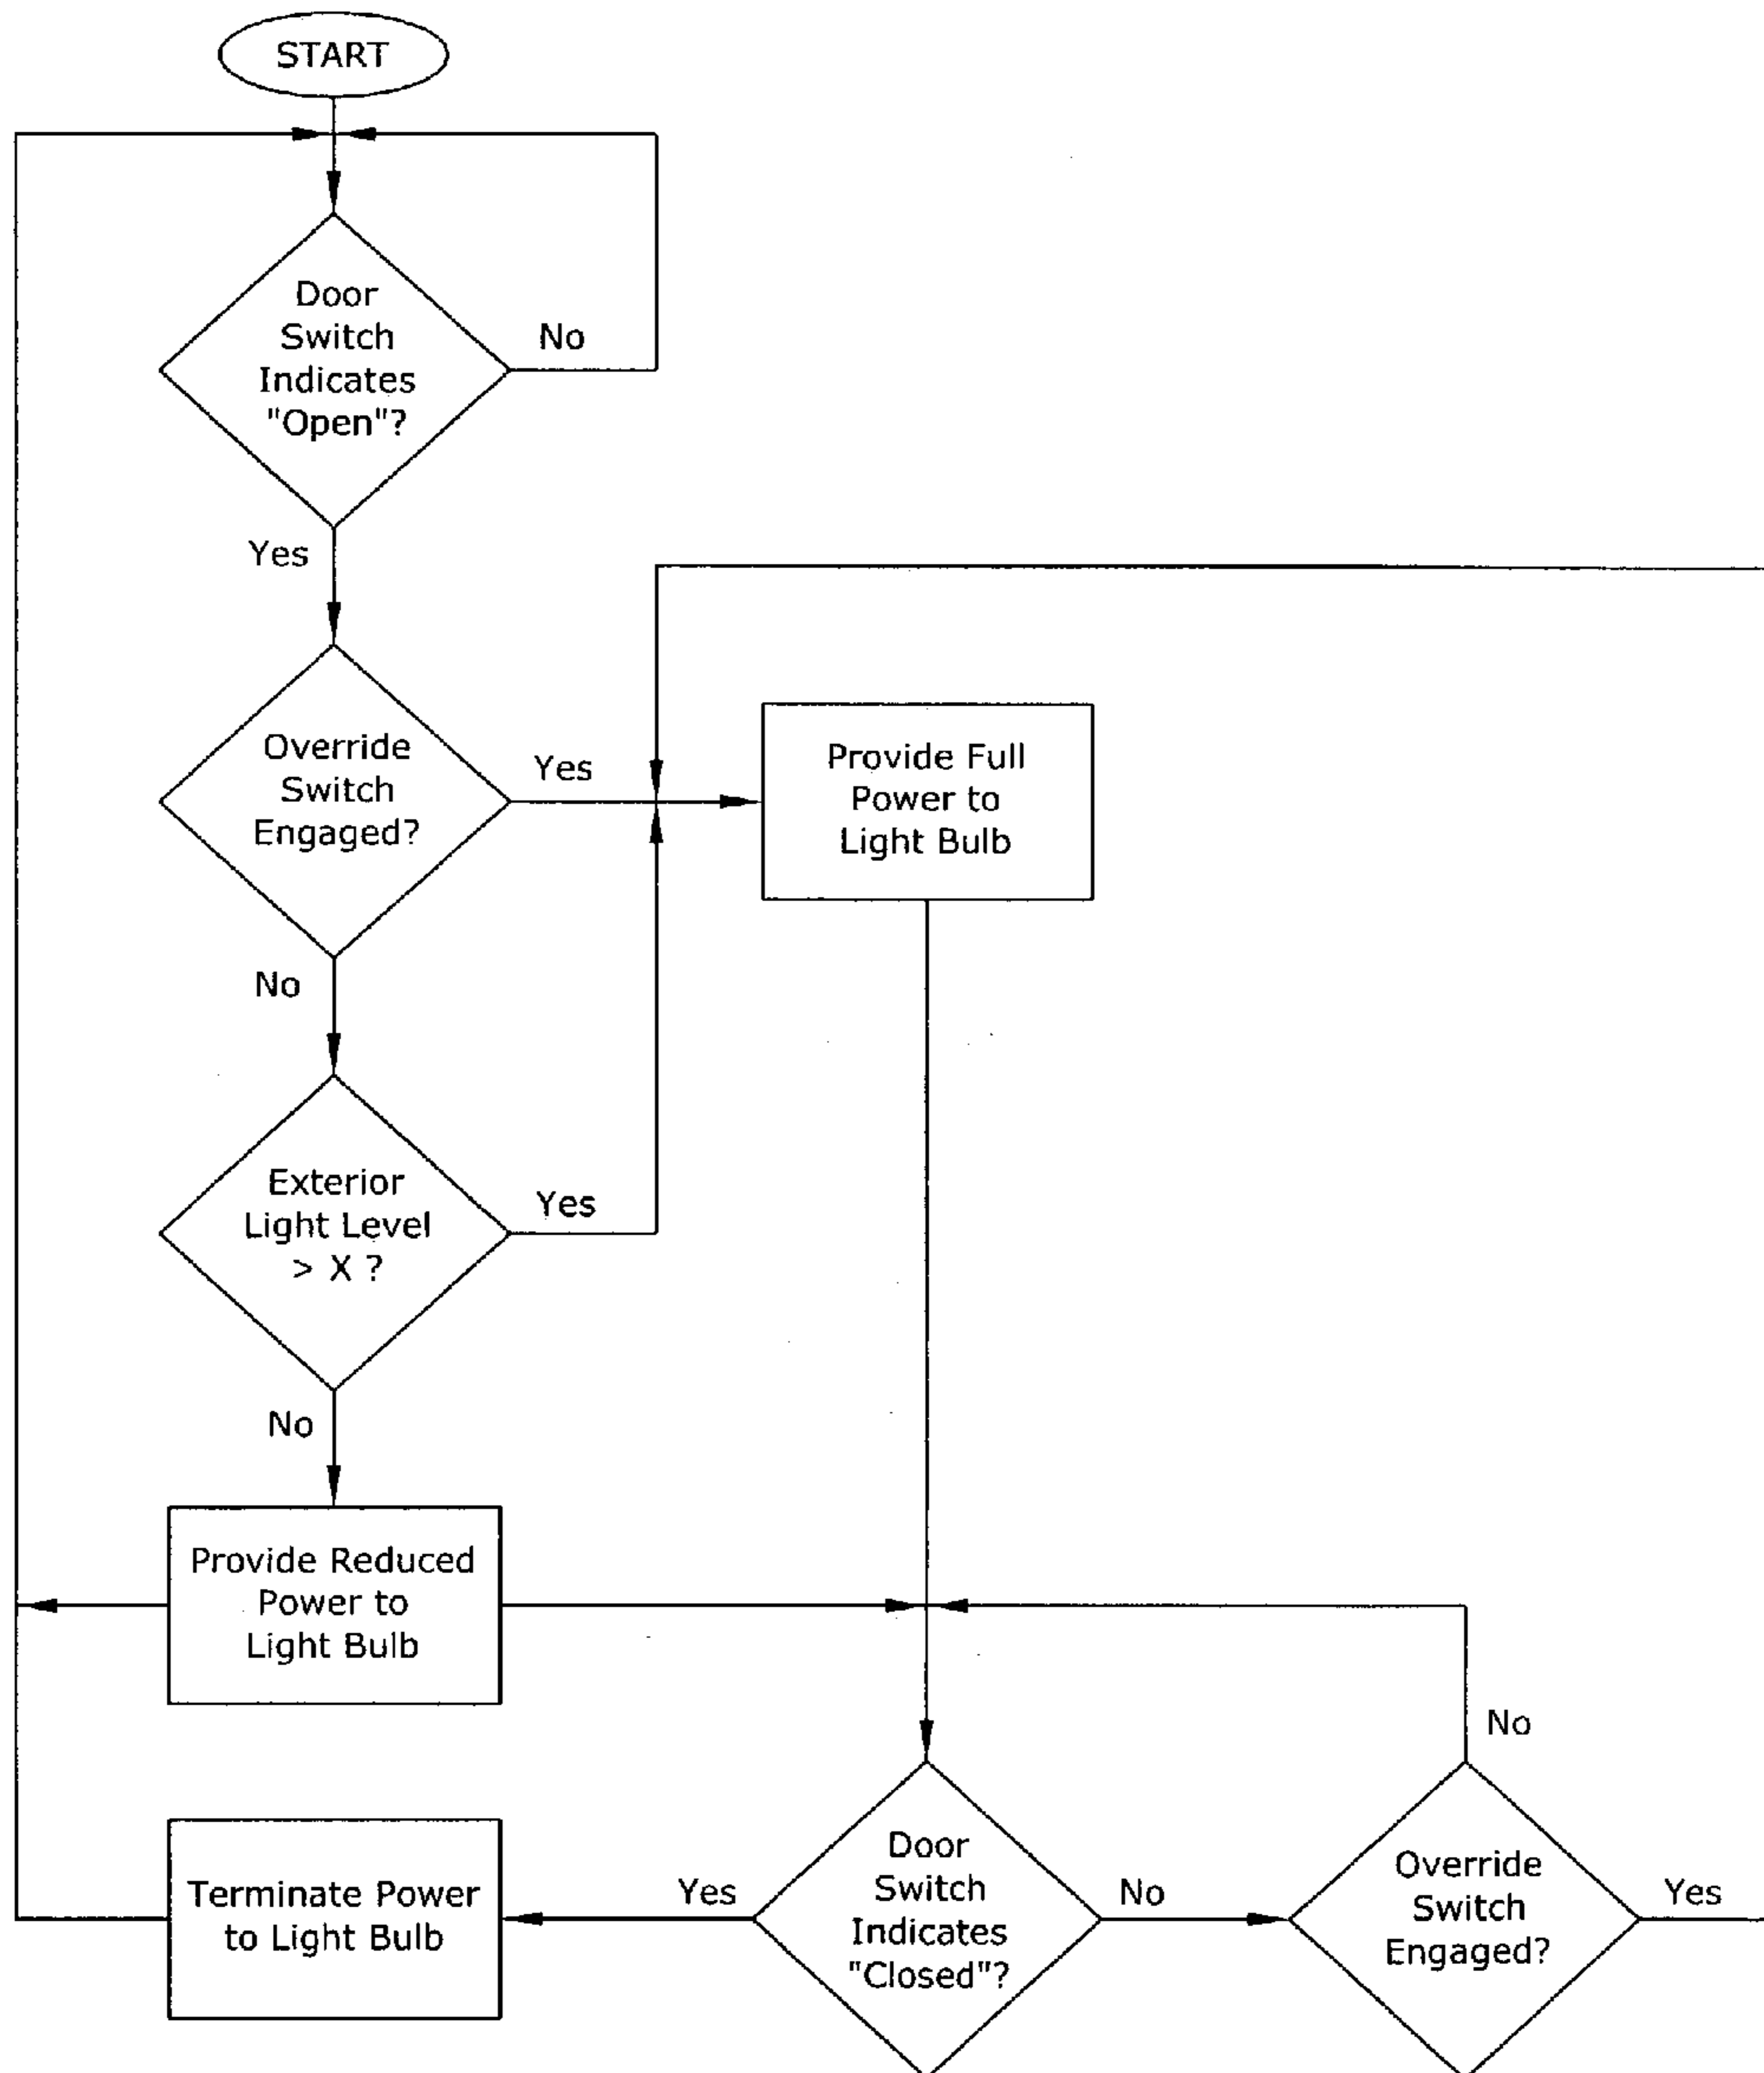 START
Door
Switch
Indicates
"Open"?
No
Yes
Override
Switch
Engaged?
Yes
Provide Full
Power to
Light Bulb
No
Exterior
Light Level
> X ?
Yes
No
Provide Reduced
Power to
Light Bulb
No
Terminate Power
to Light Bulb
Yes
Door
Switch
Indicates
"Closed"?
No
Override
Switch
Engaged?
Yes